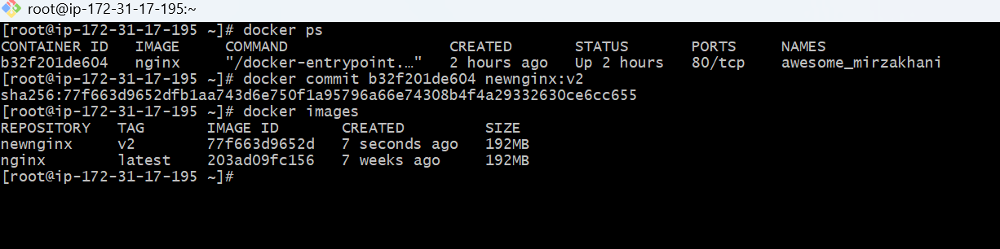 root@ip-172-31-17-195:~
[root@ip-172-31-17-195 ~]# docker ps
CONTAINER ID   IMAGE     COMMAND                  CREATED       STATUS       PORTS     NAMES
b32f201de604   nginx     "/docker-entrypoint.…"   2 hours ago   Up 2 hours   80/tcp    awesome_mirzakhani
[root@ip-172-31-17-195 ~]# docker commit b32f201de604 newnginx:v2
sha256:77f663d9652dfb1aa743d6e750f1a95796a66e74308b4f4a29332630ce6cc655
[root@ip-172-31-17-195 ~]# docker images
REPOSITORY   TAG       IMAGE ID       CREATED         SIZE
newnginx     v2        77f663d9652d   7 seconds ago   192MB
nginx        latest    203ad09fc156   7 weeks ago     192MB
[root@ip-172-31-17-195 ~]#